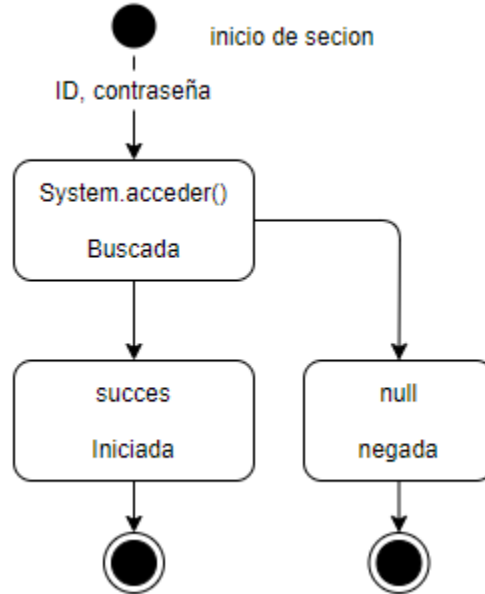 inicio de secion
ID, contraseña
System.acceder()
Buscada
succes
Iniciada
null
negada